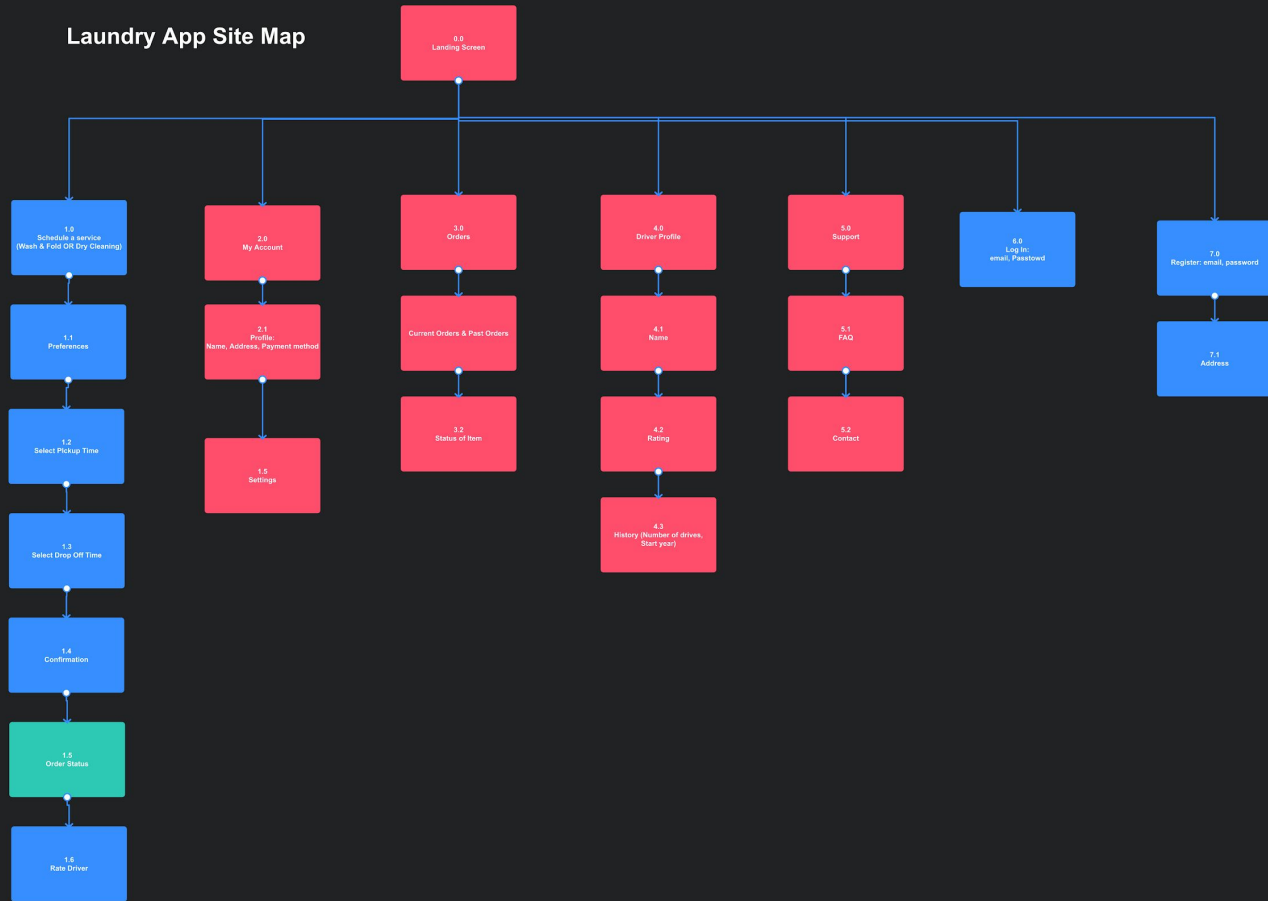 Laundry App Site Map
0.0
Landing Screen
1.0
Schedule a service
(Wash & Fold OR Dry Cleaning)
1.1
Preferences
1.2
Select PIckup Time
1.3
Select Drop Off Time
1.4
Confirmation
1.5
Order Status
1.6
Rate Driver
2.0
My Account
2.1
Profile:
Name, Address, Payment method
1.5
Settings
3.0
Orders
Current Orders & Past Orders
3.2
Status of Item
4.0
Driver Profile
4.1
Name
4.2
Rating
4.3
History (Number of drives,
Start year)
5.0
Support
5.1
FAQ
5.2
Contact
6.0
Log In:
email, Passtowd
7.0
Register: email, password
7.1
Address